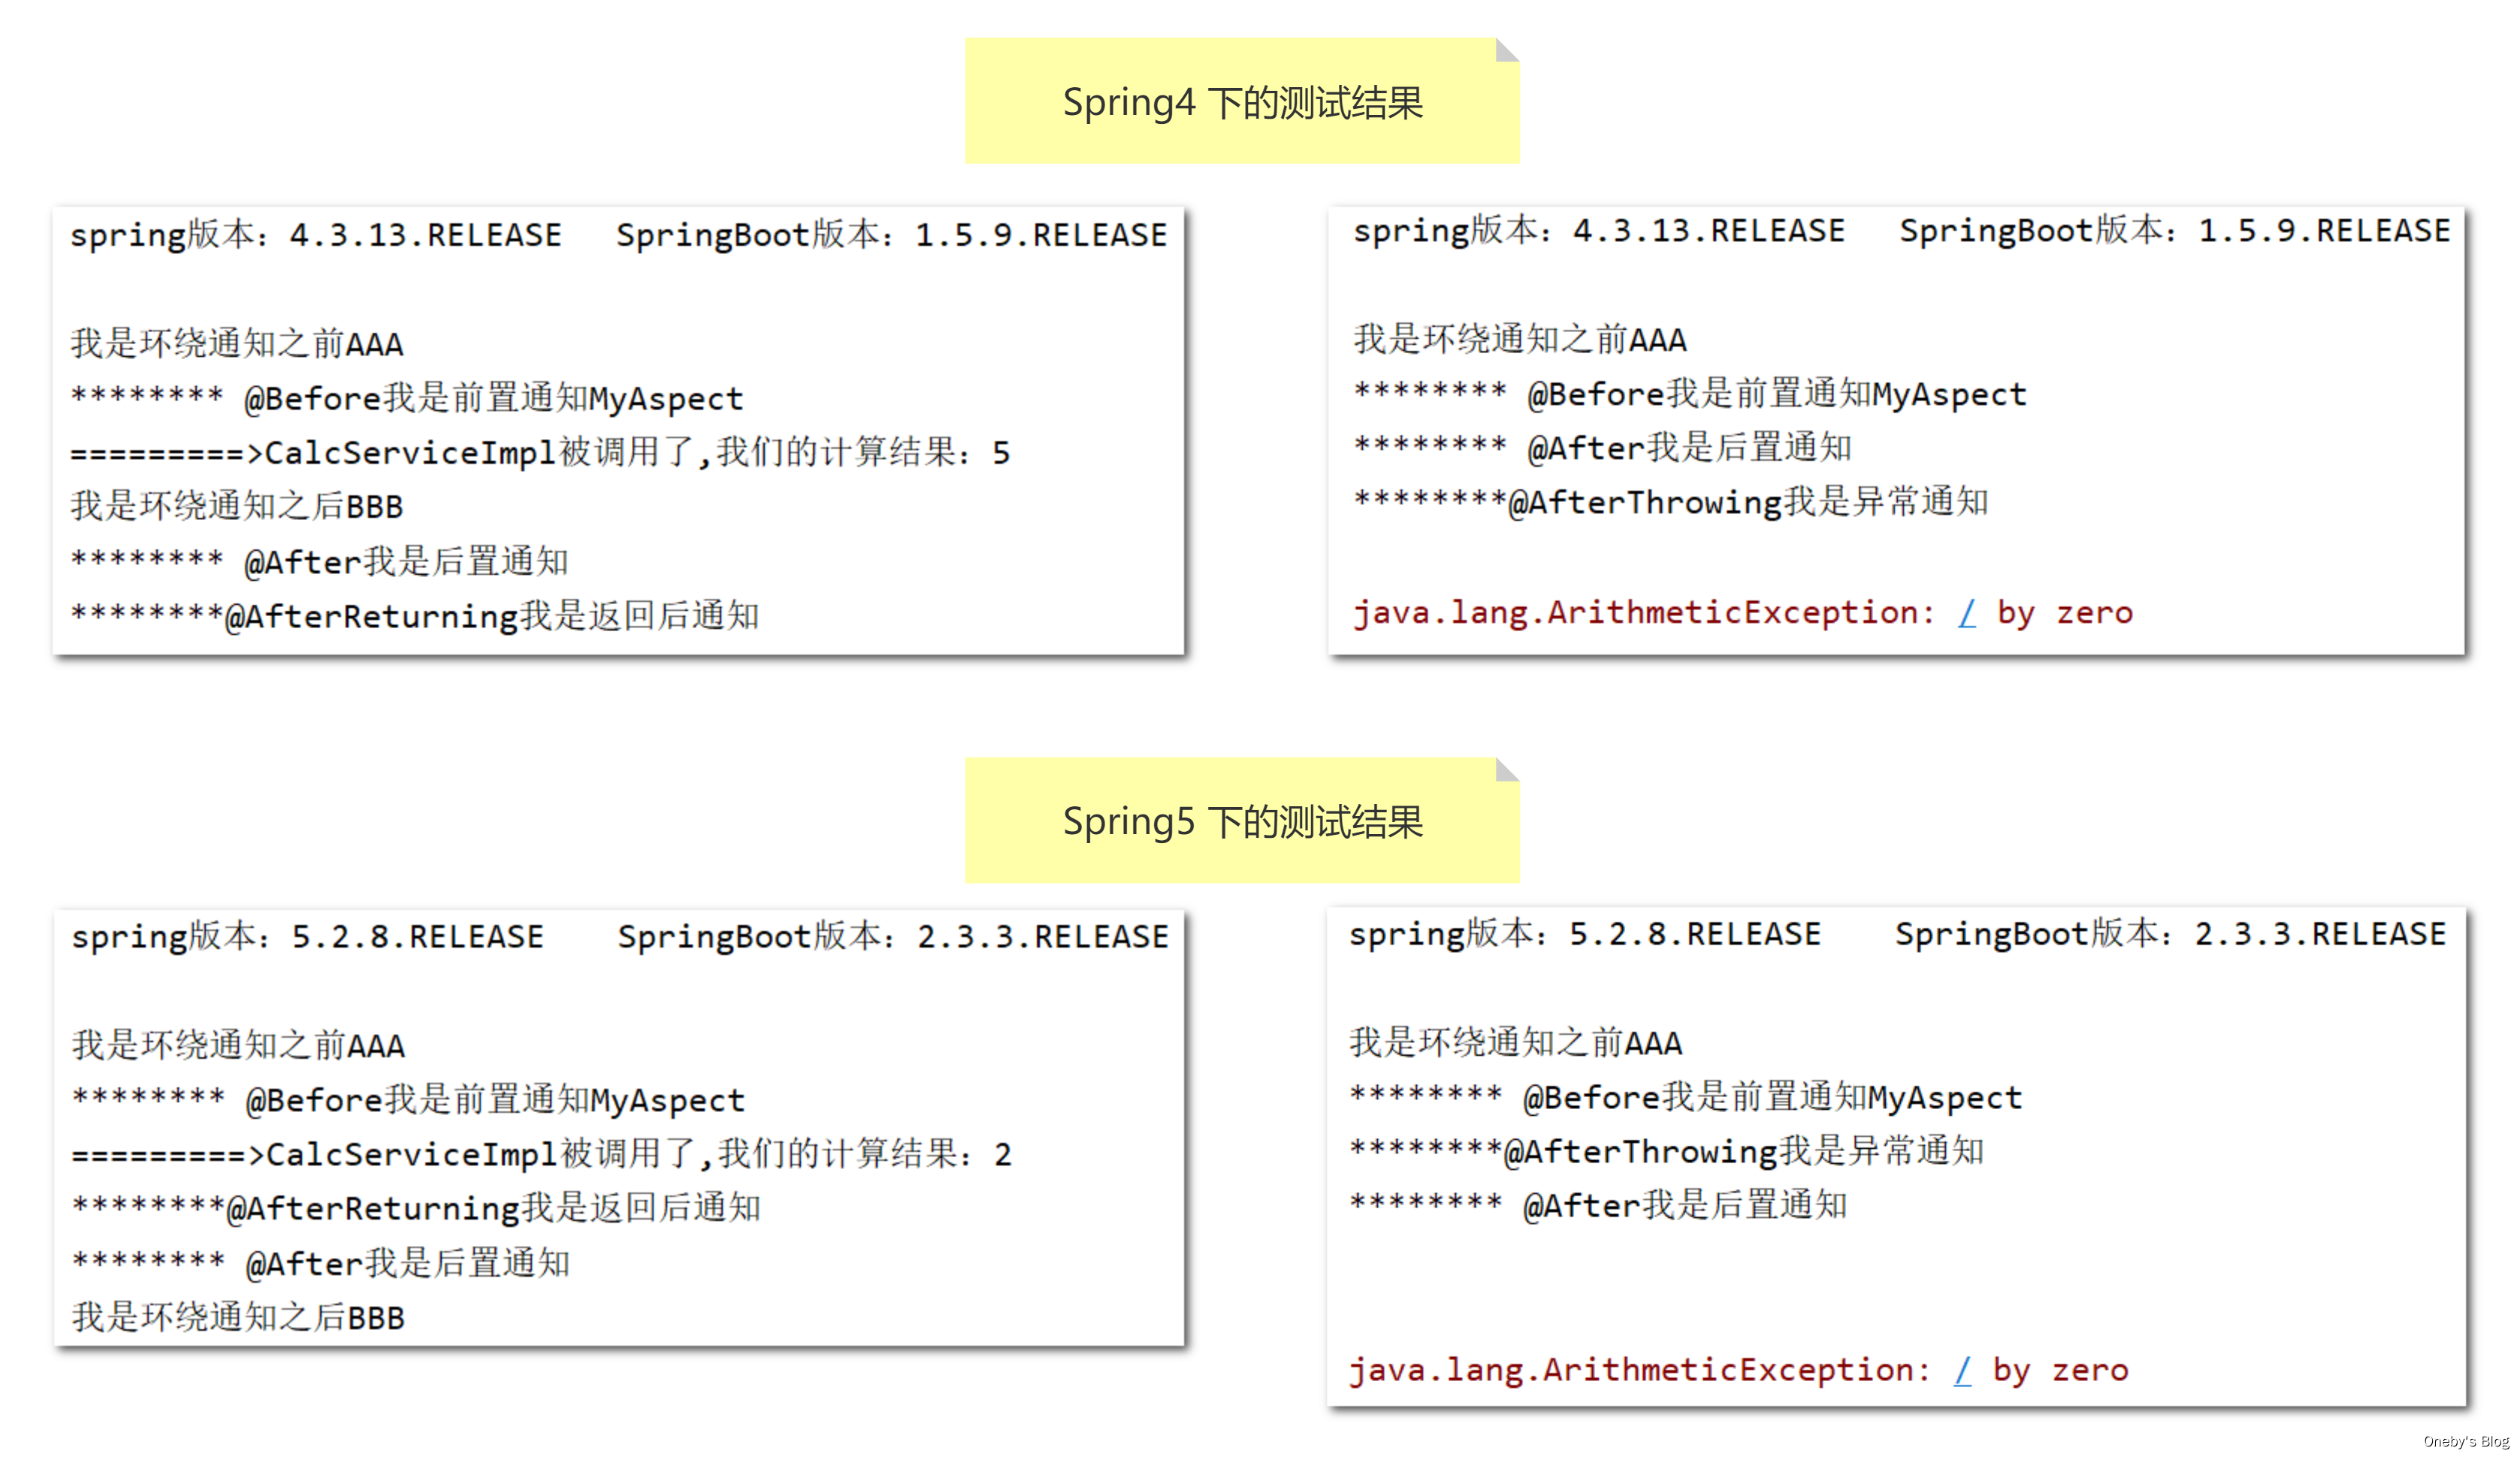 Spring4 下的测试结果
spring版本：4.3.13.RELEASE   SpringBoot版本：1.5.9.RELEASE
我是环绕通知之前AAA
******** @Before我是前置通知MyAspect
=========>CalcServiceImpl被调用了,我们的计算结果：5
我是环绕通知之后BBB
******** @After我是后置通知
********@AfterReturning我是返回后通知
spring版本：4.3.13.RELEASE   SpringBoot版本：1.5.9.RELEASE
我是环绕通知之前AAA
******** @Before我是前置通知MyAspect
******** @After我是后置通知
********@AfterThrowing我是异常通知
java.lang.ArithmeticException: / by zero
Spring5 下的测试结果
spring版本：5.2.8.RELEASE    SpringBoot版本：2.3.3.RELEASE
我是环绕通知之前AAA
******** @Before我是前置通知MyAspect
=========>CalcServiceImpl被调用了,我们的计算结果：2
********@AfterReturning我是返回后通知
******** @After我是后置通知
我是环绕通知之后BBB
spring版本：5.2.8.RELEASE    SpringBoot版本：2.3.3.RELEASE
我是环绕通知之前AAA
******** @Before我是前置通知MyAspect
********@AfterThrowing我是异常通知
******** @After我是后置通知
java.lang.ArithmeticException: / by zero
Oneby's Blog